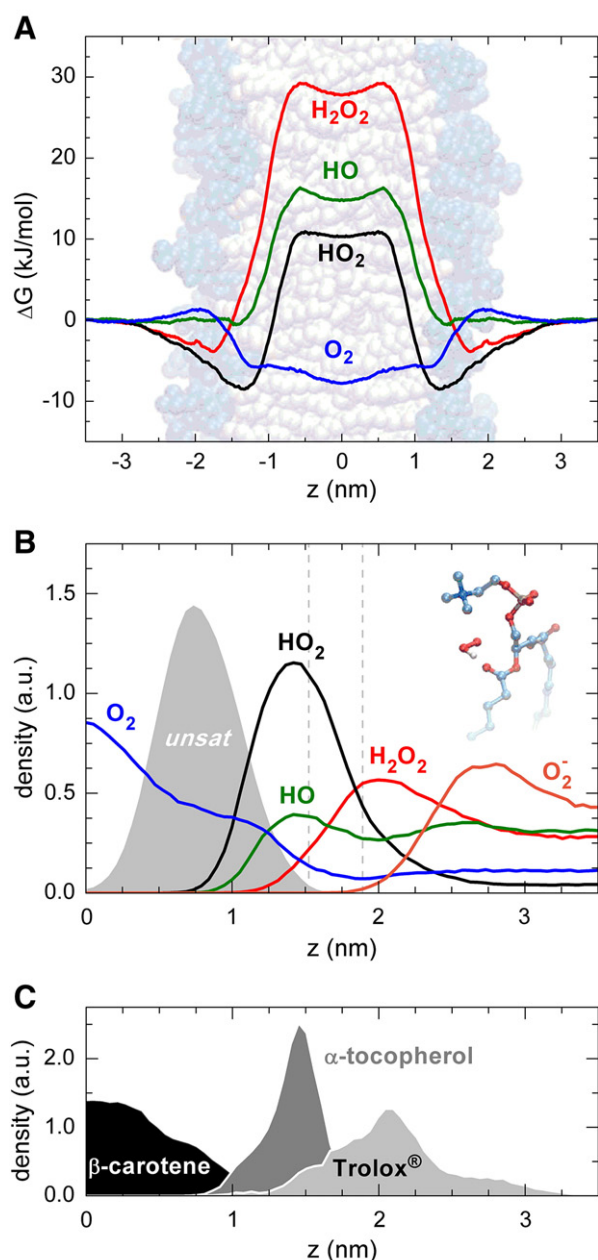 A
30
20
10
0
-10
ΔG (kJ/mol)
H2O2
HO
HO2
O2
-3 -2 -1 0 1 2 3
z (nm)
B
1.5
1.0
0.5
0.0
density (a.u.)
O2
unsat
HO2
HO
H2O2
O2-
0 1 2 3
z (nm)
C
2.0
1.0
0.0
density (a.u.)
α-tocopherol
β-carotene
Trolox®
0 1 2 3
z (nm)